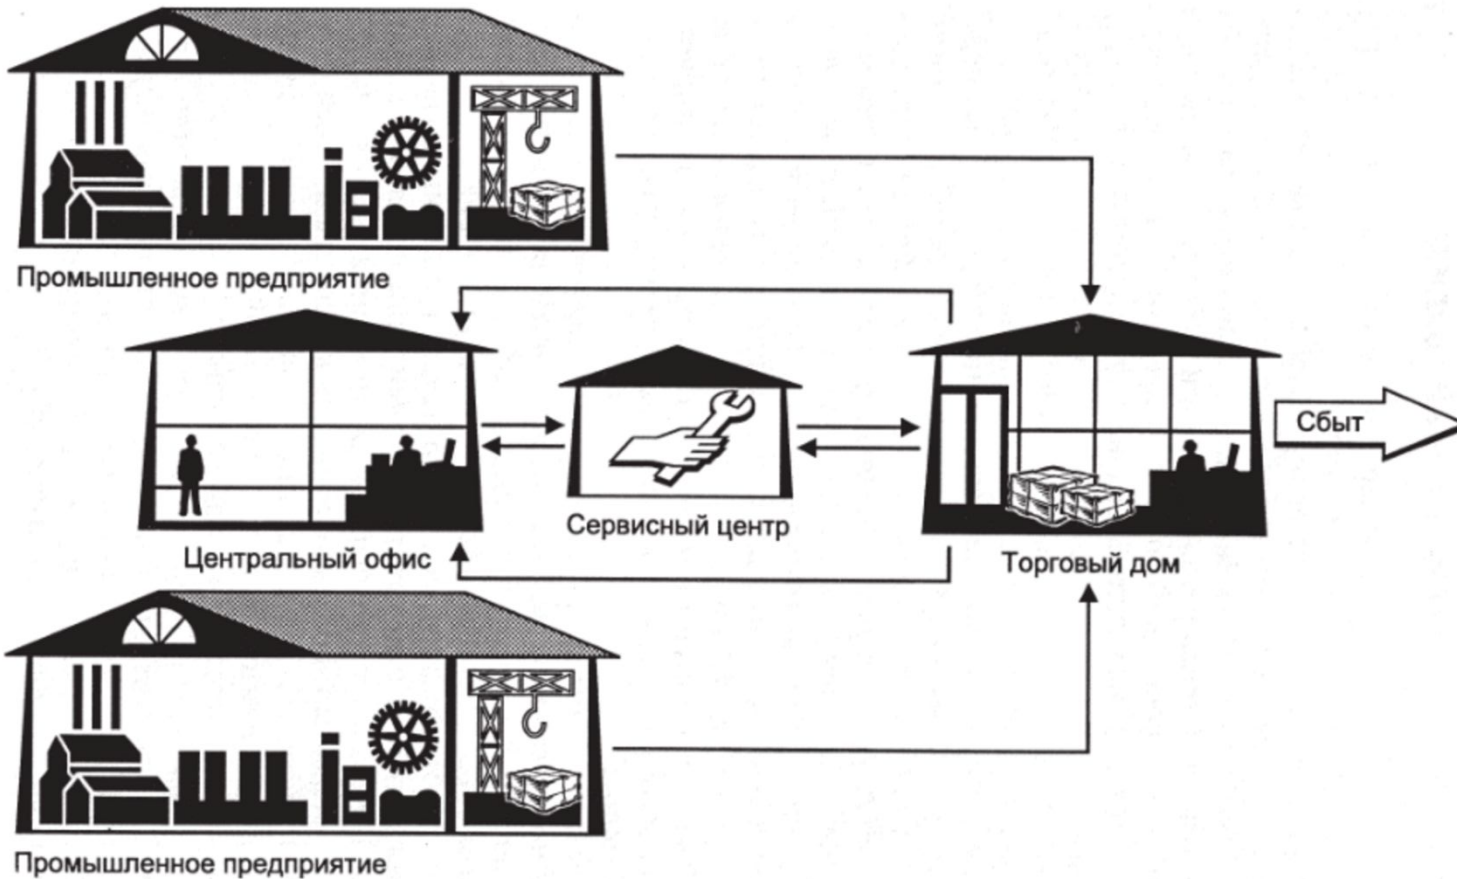 Промышленное предприятие
Центральный офис
Сервисный центр
Торговый дом
Сбыт
Промышленное предприятие